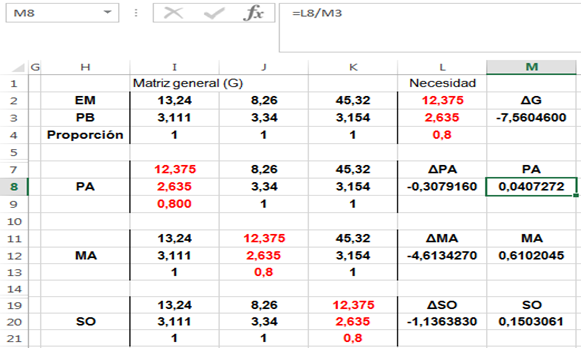 M8 fx =L8/M3
G H I J K L M
1 Matriz general (G) Necesidad
2 EM 13,24 8,26 45,32 12,375 ΔG
3 PB 3,111 3,34 3,154 2,635 -7,5604600
4 Proporción 1 1 1 0,8
5
7 12,375 8,26 45,32 ΔPA PA
8 PA 2,635 3,34 3,154 -0,3079160 0,0407272
9 0,800 1 1
10
11 13,24 12,375 45,32 ΔMA MA
12 MA 3,111 2,635 3,154 -4,6134270 0,6102045
13 1 0,8 1
14
19 13,24 8,26 12,375 ΔSO SO
20 SO 3,111 3,34 2,635 -1,1363830 0,1503061
21 1 1 0,8